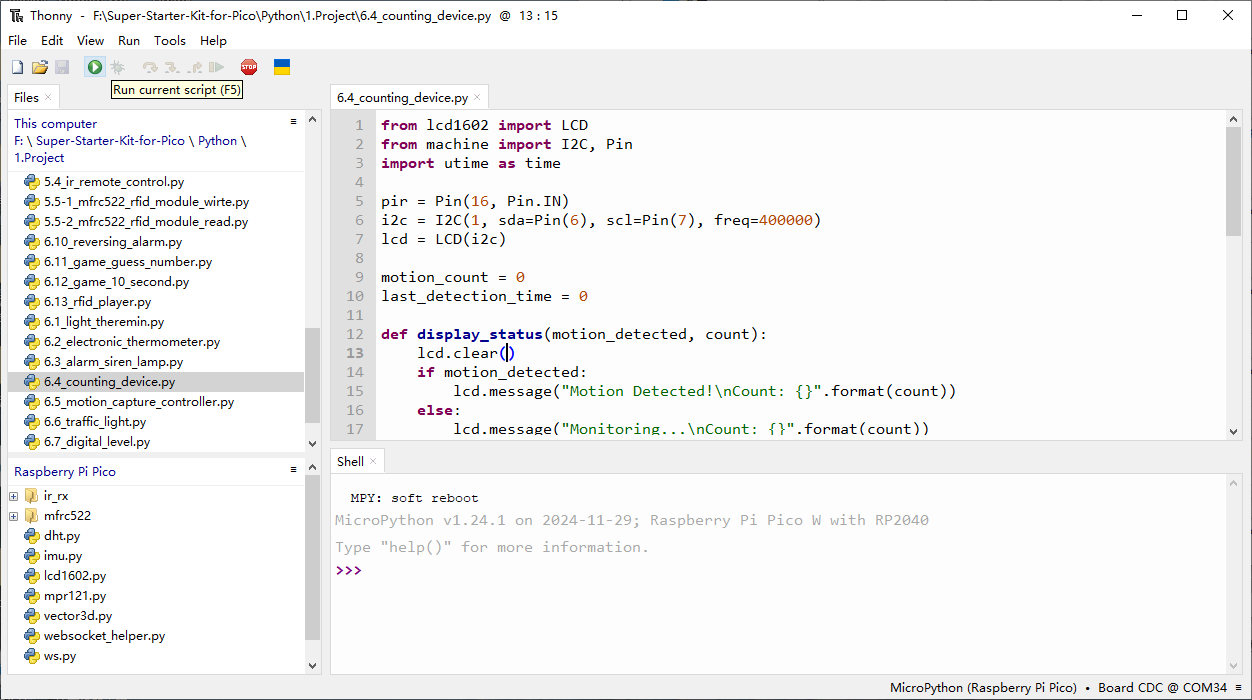 Thonny - F:\Super-Starter-Kit-for-Pico\Python\1.Project\6.4_counting_device.py @ 13 : 15
File Edit View Run Tools Help
STOP
Run current script (F5)
Files
This computer
F: \ Super-Starter-Kit-for-Pico \ Python \
1.Project
5.4_ir_remote_control.py
5.5-1_mfrc522_rfid_module_wirte.py
5.5-2_mfrc522_rfid_module_read.py
6.10_reversing_alarm.py
6.11_game_guess_number.py
6.12_game_10_second.py
6.13_rfid_player.py
6.1_light_theremin.py
6.2_electronic_thermometer.py
6.3_alarm_siren_lamp.py
6.4_counting_device.py
6.5_motion_capture_controller.py
6.6_traffic_light.py
6.7_digital_level.py
Raspberry Pi Pico
ir_rx
mfrc522
dht.py
imu.py
lcd1602.py
mpr121.py
vector3d.py
websocket_helper.py
ws.py
6.4_counting_device.py
1 from lcd1602 import LCD
2 from machine import I2C, Pin
3 import utime as time
4
5 pir = Pin(16, Pin.IN)
6 i2c = I2C(1, sda=Pin(6), scl=Pin(7), freq=400000)
7 lcd = LCD(i2c)
8
9 motion_count = 0
10 last_detection_time = 0
11
12 def display_status(motion_detected, count):
13 lcd.clear()
14 if motion_detected:
15 lcd.message("Motion Detected!\nCount: {}".format(count))
16 else:
17 lcd.message("Monitoring...\nCount: {}".format(count))
Shell
MPY: soft reboot
MicroPython v1.24.1 on 2024-11-29; Raspberry Pi Pico W with RP2040
Type "help()" for more information.
>>>
MicroPython (Raspberry Pi Pico) • Board CDC @ COM34